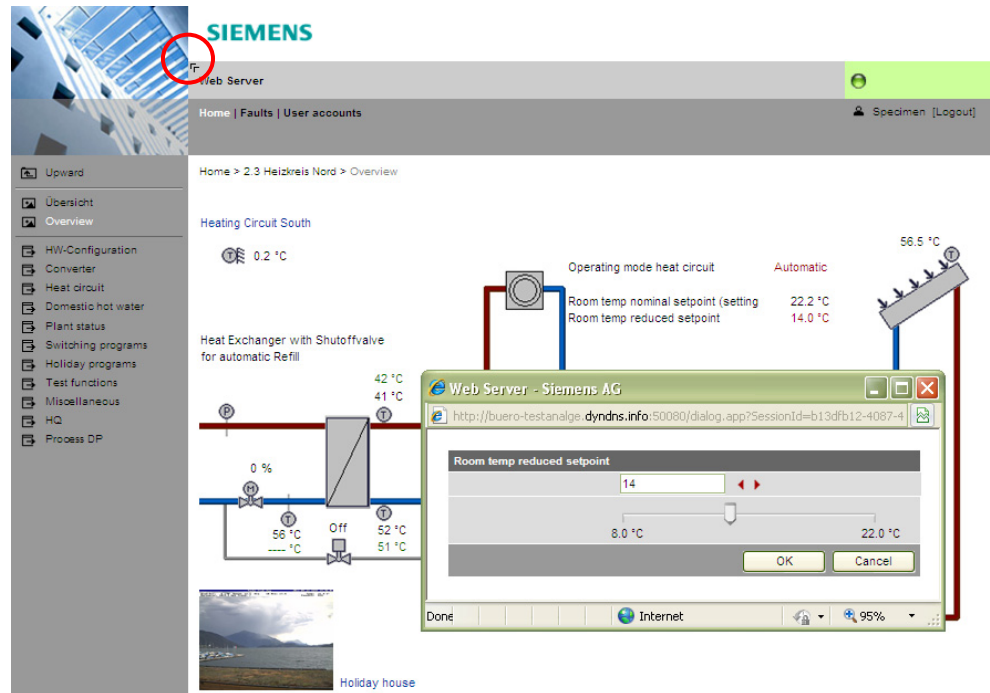 SIEMENS
Web Server
Home | Faults | User accounts
Specimen [Logout]
Upward
Übersicht
Overview
HW-Configuration
Converter
Heat circuit
Domestic hot water
Plant status
Switching programs
Holiday programs
Test functions
Miscellaneous
HQ
Process DP
Home > 2.3 Heizkreis Nord > Overview
Heating Circuit South
T 0.2 °C
56.5 °C
T
Operating mode heat circuit Automatic
Room temp nominal setpoint (setting 22.2 °C
Room temp reduced setpoint 14.0 °C
Heat Exchanger with Shutoffvalve
for automatic Refill
42 °C
41 °C
P
T
0 %
M
T
T
56 °C Off 52 °C
---- °C 51 °C
Holiday house
Web Server - Siemens AG
http://buero-testanalge.dyndns.info:50080/dialog.app?SessionId=b13dfb12-4087-4
Room temp reduced setpoint
14
8.0 °C 22.0 °C
OK Cancel
Done Internet 95%